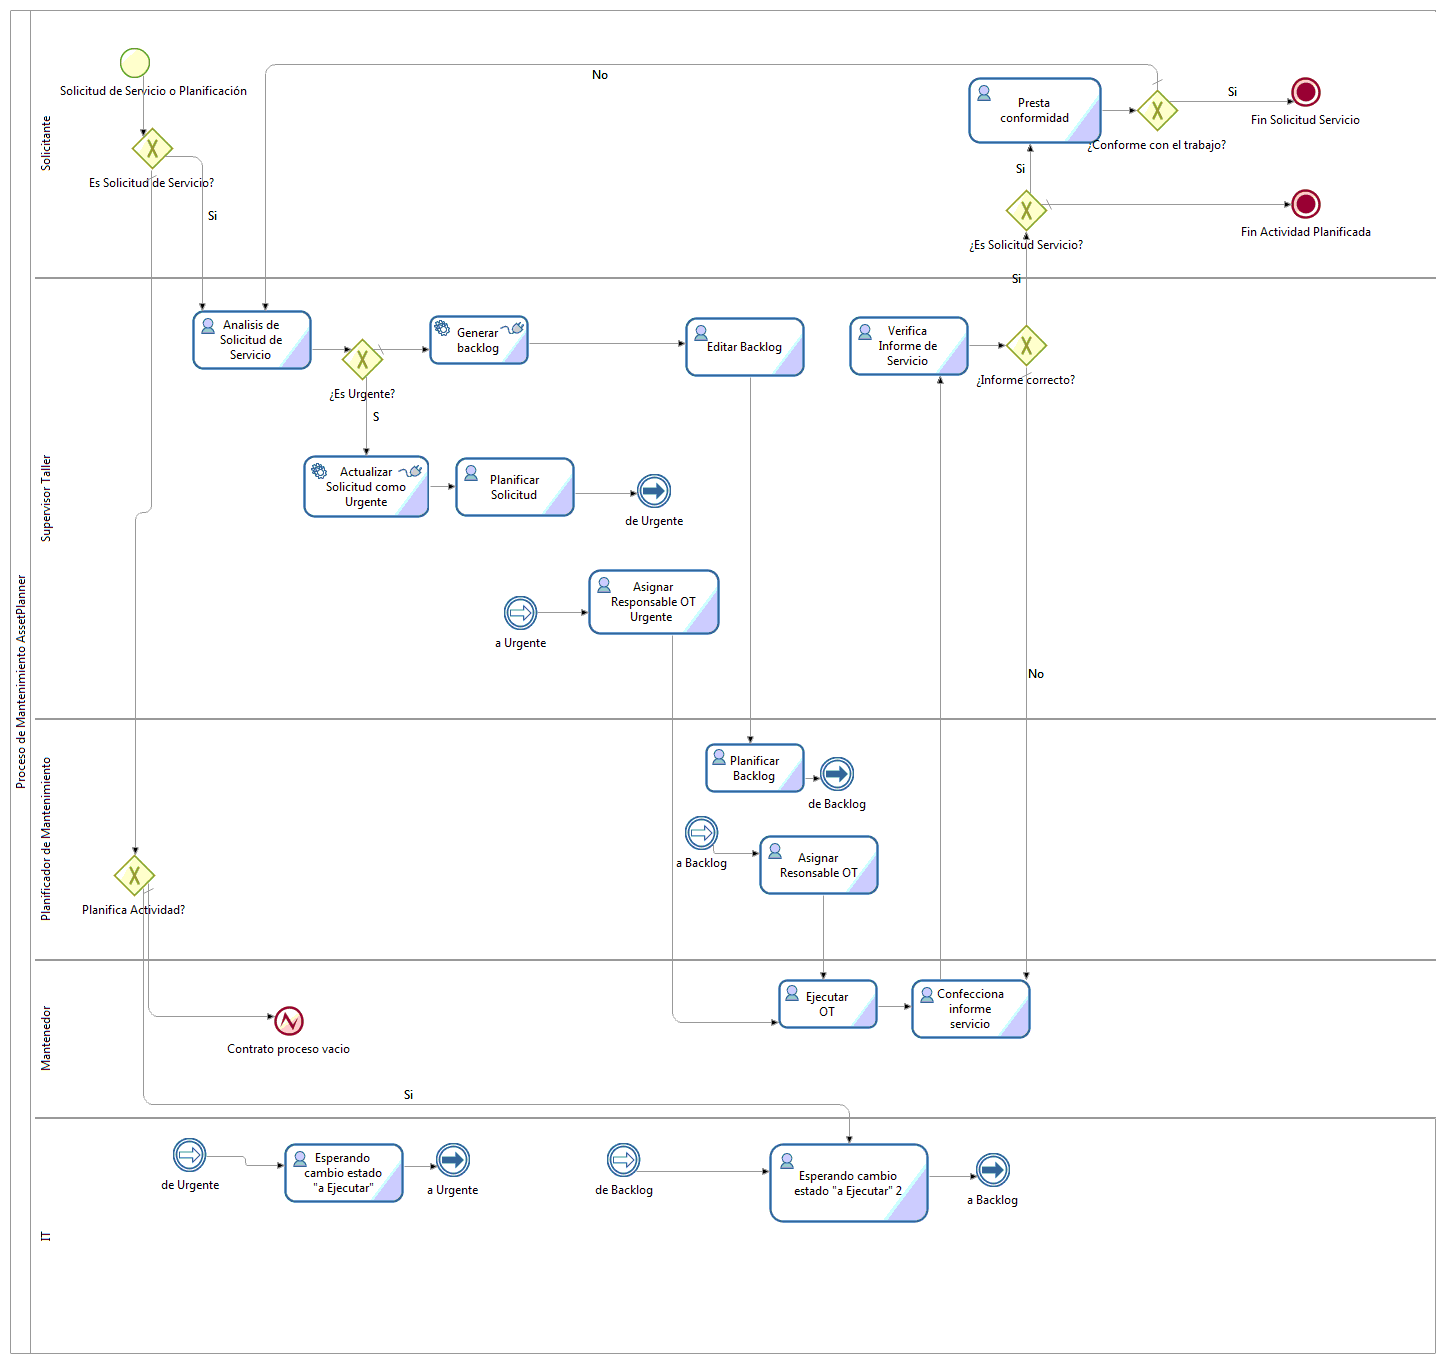 Proceso de Mantenimiento AssetPlanner
Solicitante
Solicitud de Servicio o Planificación
Es Solicitud de Servicio?
Si
No
Presta
conformidad
¿Conforme con el trabajo?
Si
Fin Solicitud Servicio
Si
¿Es Solicitud Servicio?
Fin Actividad Planificada
Si
Supervisor Taller
Analisis de
Solicitud de
Servicio
¿Es Urgente?
S
Generar
backlog
Editar Backlog
Verifica
Informe de
Servicio
¿Informe correcto?
Actualizar
Solicitud como
Urgente
Planificar
Solicitud
de Urgente
a Urgente
Asignar
Responsable OT
Urgente
No
Planificador de Mantenimiento
Planificar
Backlog
de Backlog
a Backlog
Asignar
Resonsable OT
Planifica Actividad?
Mantenedor
Ejecutar
OT
Confecciona
informe
servicio
Contrato proceso vacio
Si
IT
de Urgente
Esperando
cambio estado
"a Ejecutar"
a Urgente
de Backlog
Esperando cambio
estado "a Ejecutar" 2
a Backlog